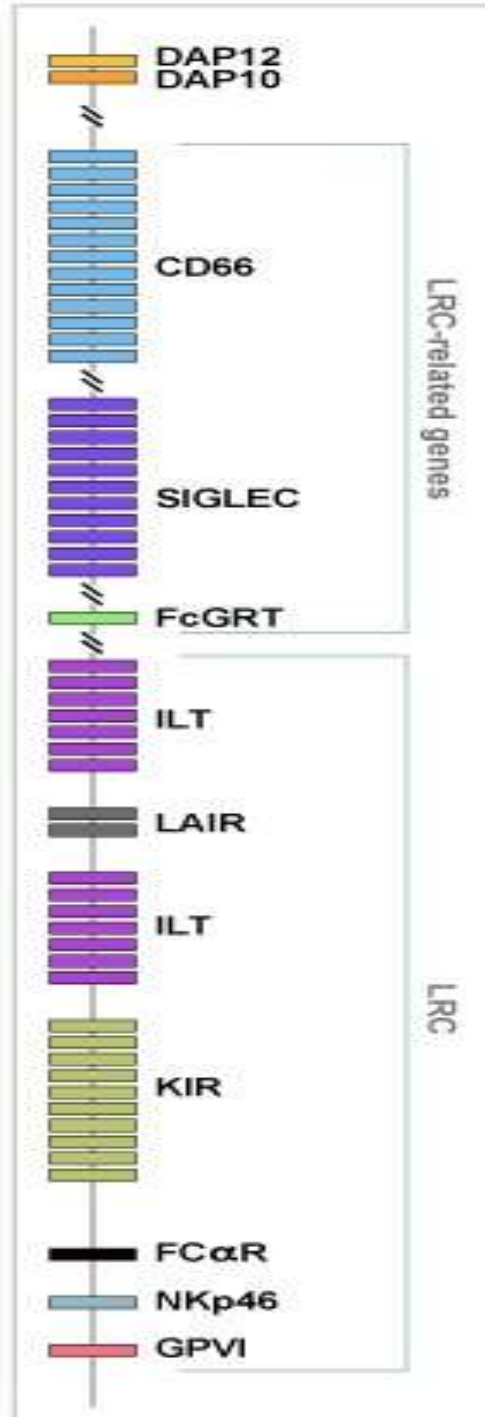 DAP12
DAP10
CD66
LRC-related genes
SIGLEC
FcGRT
ILT
LAIR
ILT
LRC
KIR
FCαR
NKp46
GPVI